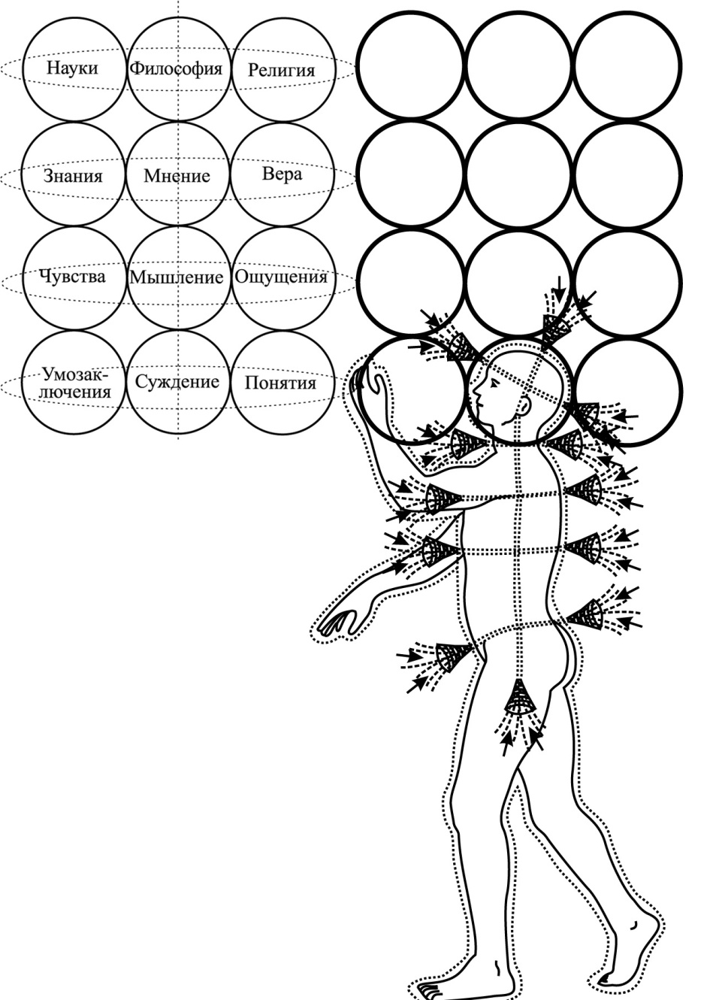 Науки Философия Религия
Знания Мнение Вера
Чувства Мышление Ощущения
Умозак-
лючения Суждение Понятия